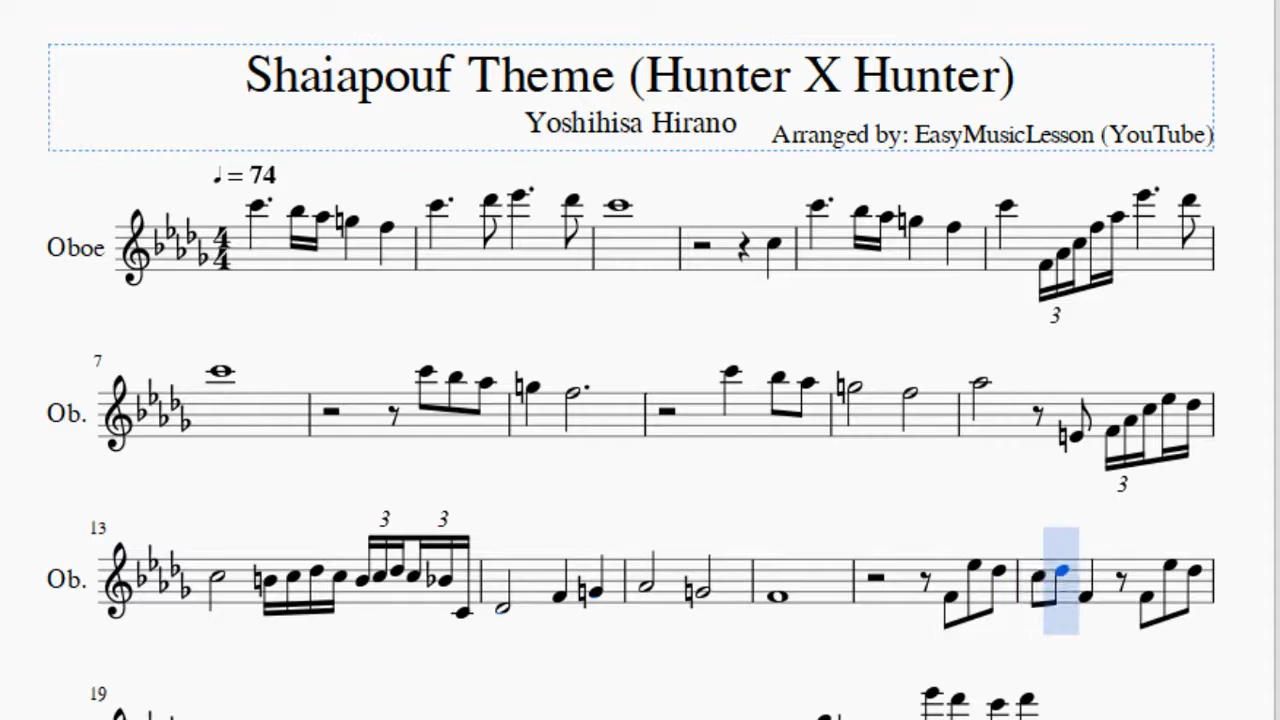 Shaiapouf Theme (Hunter X Hunter)
Yoshihisa Hirano
Arranged by: EasyMusicLesson (YouTube)
♩ = 74
Oboe
4
4
3
7
Ob.
3
13
3
3
Ob.
19